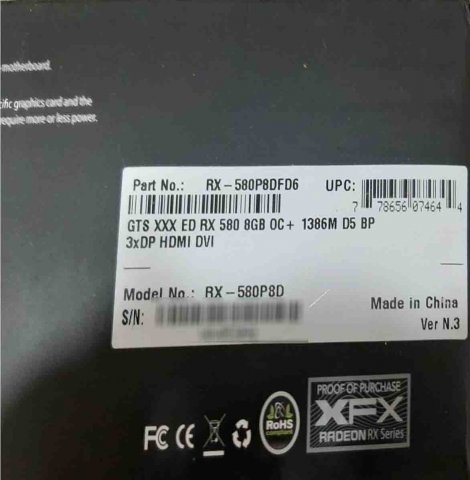 motherboard.
ific graphics card and the
require more or less power.
Part No.: RX-580P8DFD6 UPC:
7 78656 07464 4
GTS XXX ED RX 580 8GB OC+ 1386M D5 BP
3xDP HDMI DVI
Model No.: RX-580P8D
Made in China
S/N:
Ver N.3
PROOF OF PURCHASE
XFX
RADEON RX Series
FC CE
RoHS
compliant